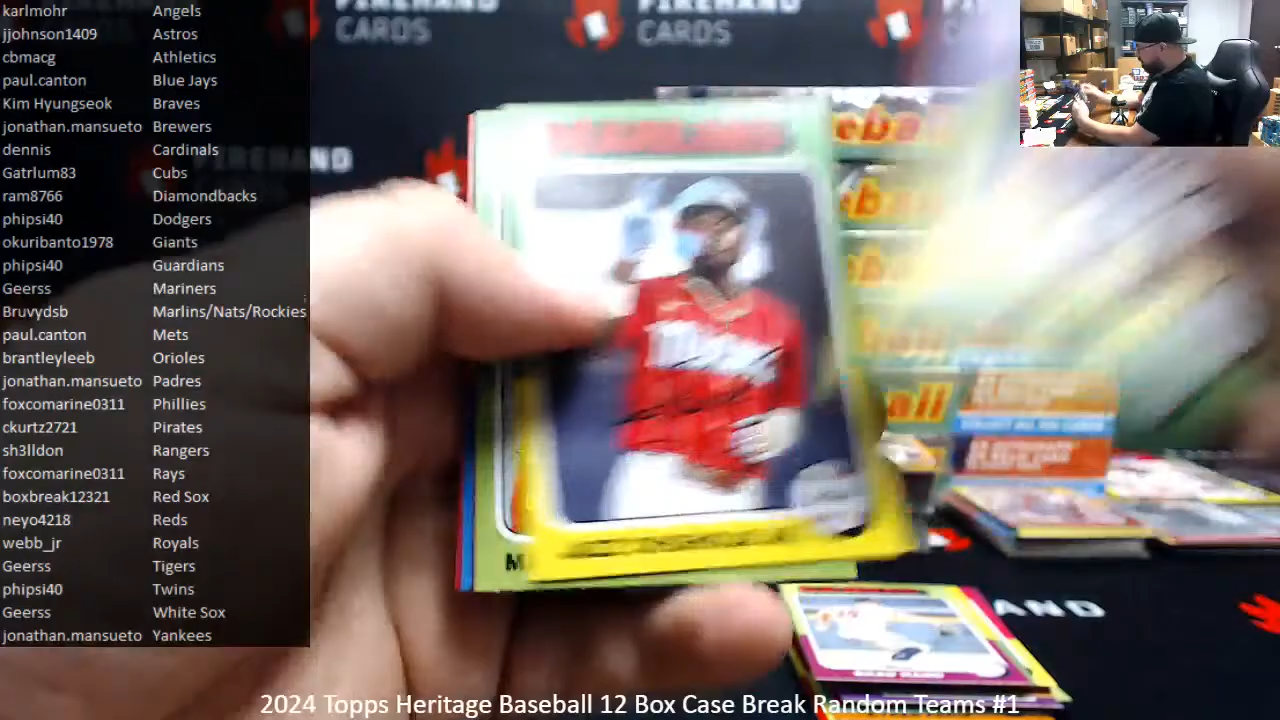 karlmohr Angels
jjohnson1409 Astros
cbmacg Athletics
paul.canton Blue Jays
Kim Hyungseok Braves
jonathan.mansueto Brewers
dennis Cardinals
Gatrlum83 Cubs
ram8766 Diamondbacks
phipsi40 Dodgers
okuribanto1978 Giants
phipsi40 Guardians
Geerss Mariners
Bruvydsb Marlins/Nats/Rockies
paul.canton Mets
brantleyleeb Orioles
jonathan.mansueto Padres
foxcomarine0311 Phillies
ckurtz2721 Pirates
sh3lldon Rangers
foxcomarine0311 Rays
boxbreak12321 Red Sox
neyo4218 Reds
webb_jr Royals
Geerss Tigers
phipsi40 Twins
Geerss White Sox
jonathan.mansueto Yankees
FIREHAND
CARDS
FIREHAND
CARDS
2024 Topps Heritage Baseball 12 Box Case Break Random Teams #1